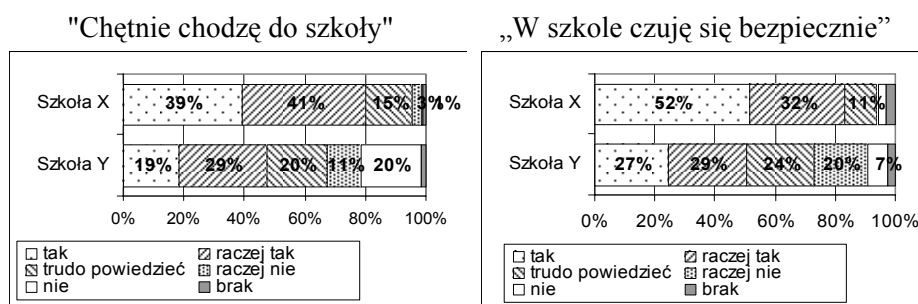 "Chętnie chodzę do szkoły"
Szkoła X 39% 41% 15% 3% 1%
Szkoła Y 19% 29% 20% 11% 20%
0% 20% 40% 60% 80% 100%
tak raczej tak
trudo powiedzieć raczej nie
nie brak
„W szkole czuję się bezpiecznie”
Szkoła X 52% 32% 11%
Szkoła Y 27% 29% 24% 20% 7%
0% 20% 40% 60% 80% 100%
tak raczej tak
trudo powiedzieć raczej nie
nie brak